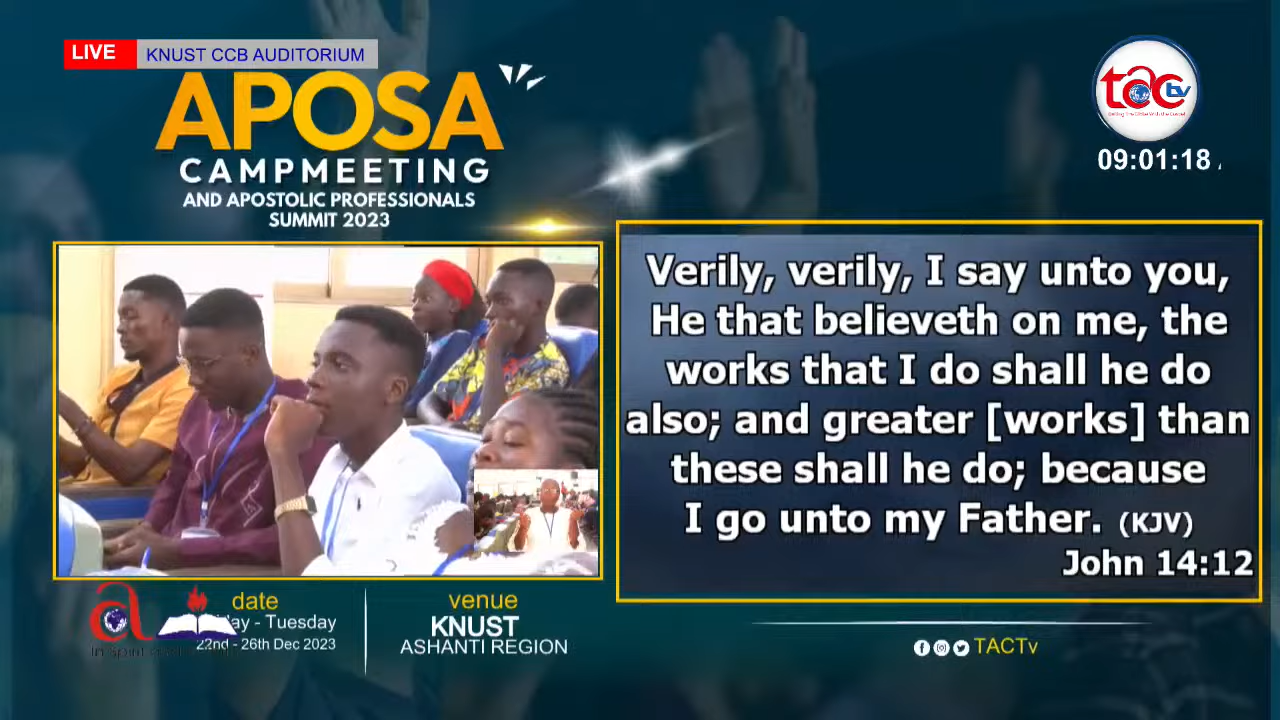 LIVE KNUST CCB AUDITORIUM
APOSA
CAMPMEETING
AND APOSTOLIC PROFESSIONALS
SUMMIT 2023
tac tv
09:01:18
Verily, verily, I say unto you,
He that believeth on me, the
works that I do shall he do
also; and greater [works] than
these shall he do; because
I go unto my Father. (KJV)
John 14:12
date
- Tuesday
22nd - 26th Dec 2023
venue
KNUST
ASHANTI REGION
TACTv